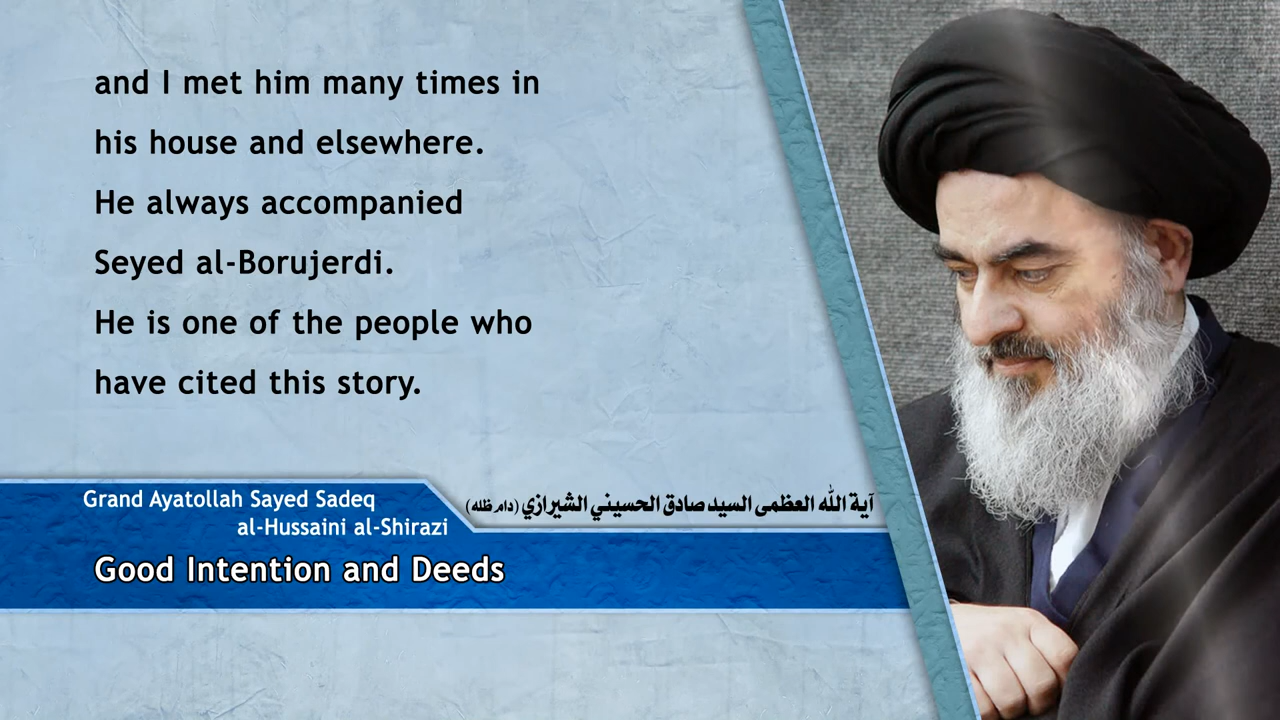 and I met him many times in
his house and elsewhere.
He always accompanied
Seyed al-Borujerdi.
He is one of the people who
have cited this story.
Grand Ayatollah Sayed Sadeq
al-Hussaini al-Shirazi
آية الله العظمى السيد صادق الحسيني الشيرازي (دام ظله)
Good Intention and Deeds